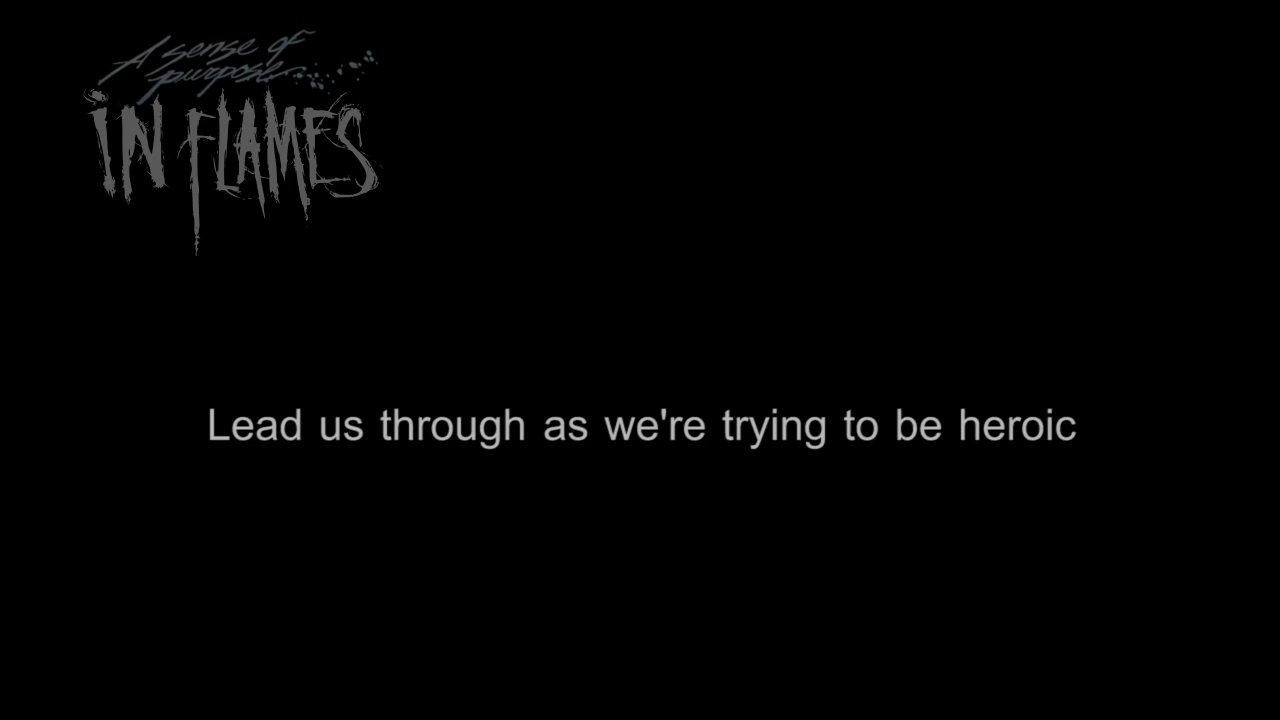 A sense of
purpose
IN FLAMES
Lead us through as we're trying to be heroic